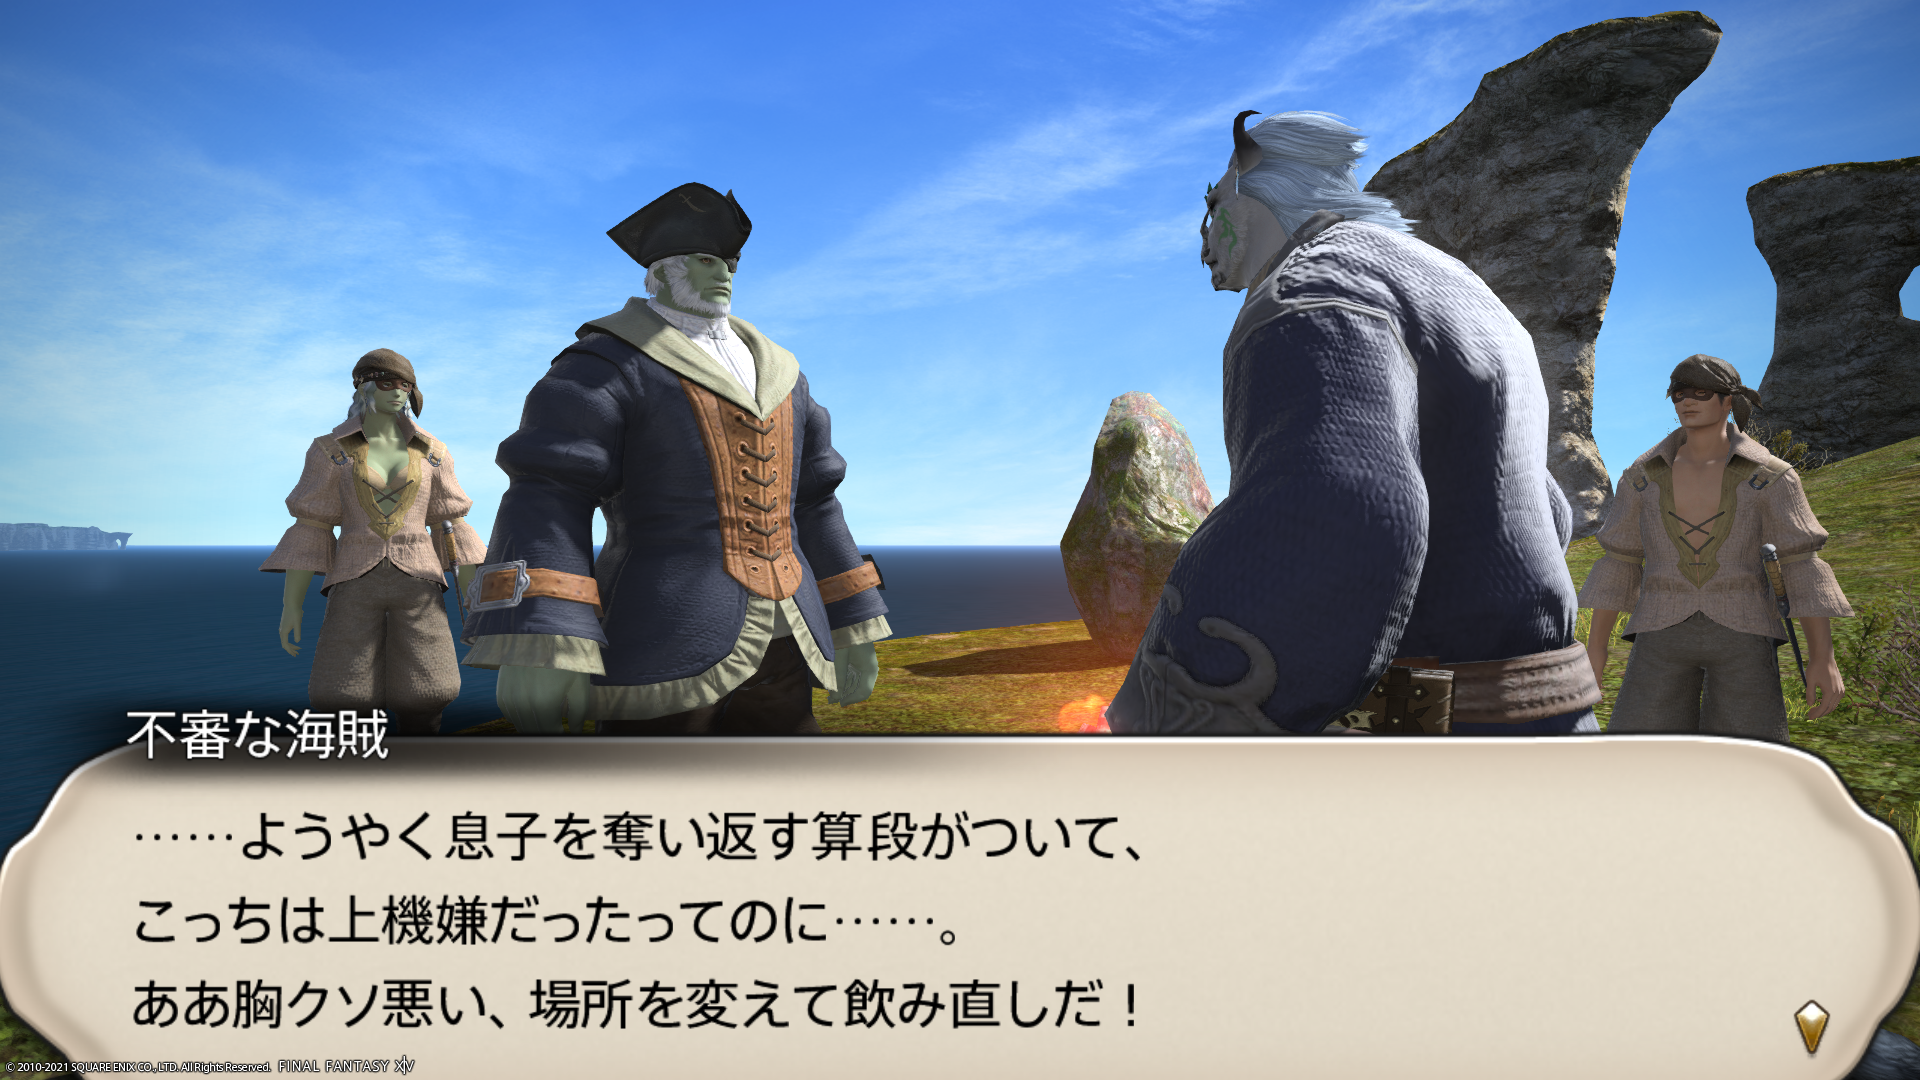 不審な海賊
……ようやく息子を奪い返す算段がついて、
こっちは上機嫌だったってのに……。
ああ胸クソ悪い、場所を変えて飲み直しだ！
© 2010-2021 SQUARE ENIX CO., LTD. All Rights Reserved. FINAL FANTASY XIV